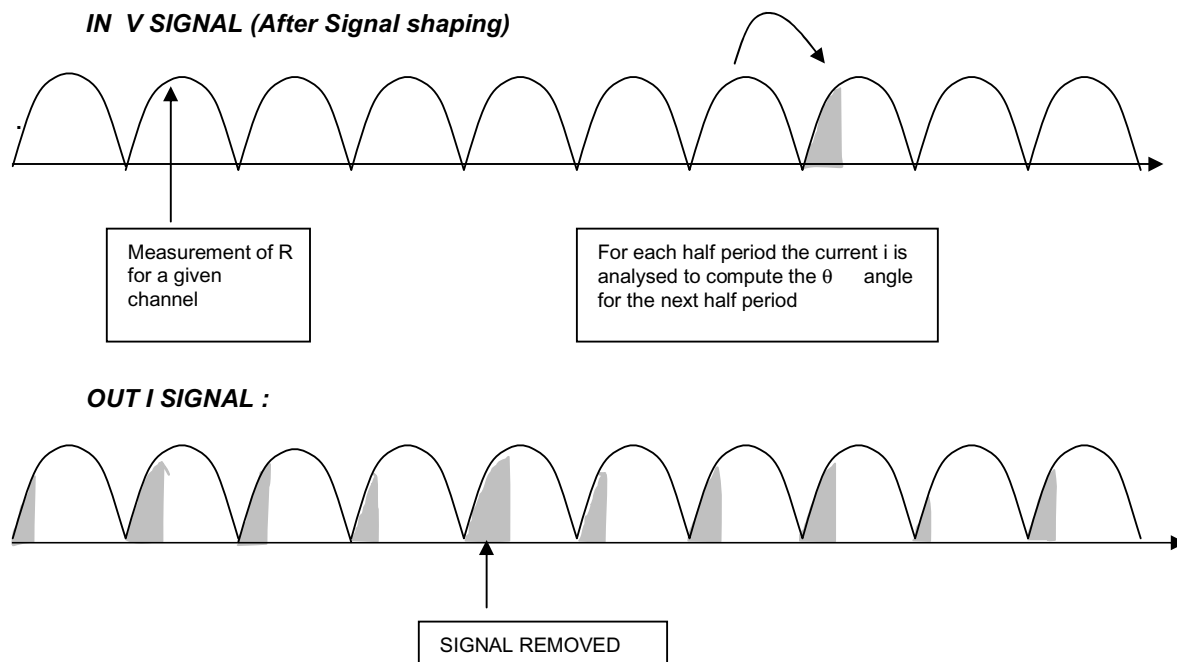 IN V SIGNAL (After Signal shaping)
Measurement of R
for a given
channel
For each half period the current i is
analysed to compute the θ angle
for the next half period
OUT I SIGNAL :
SIGNAL REMOVED